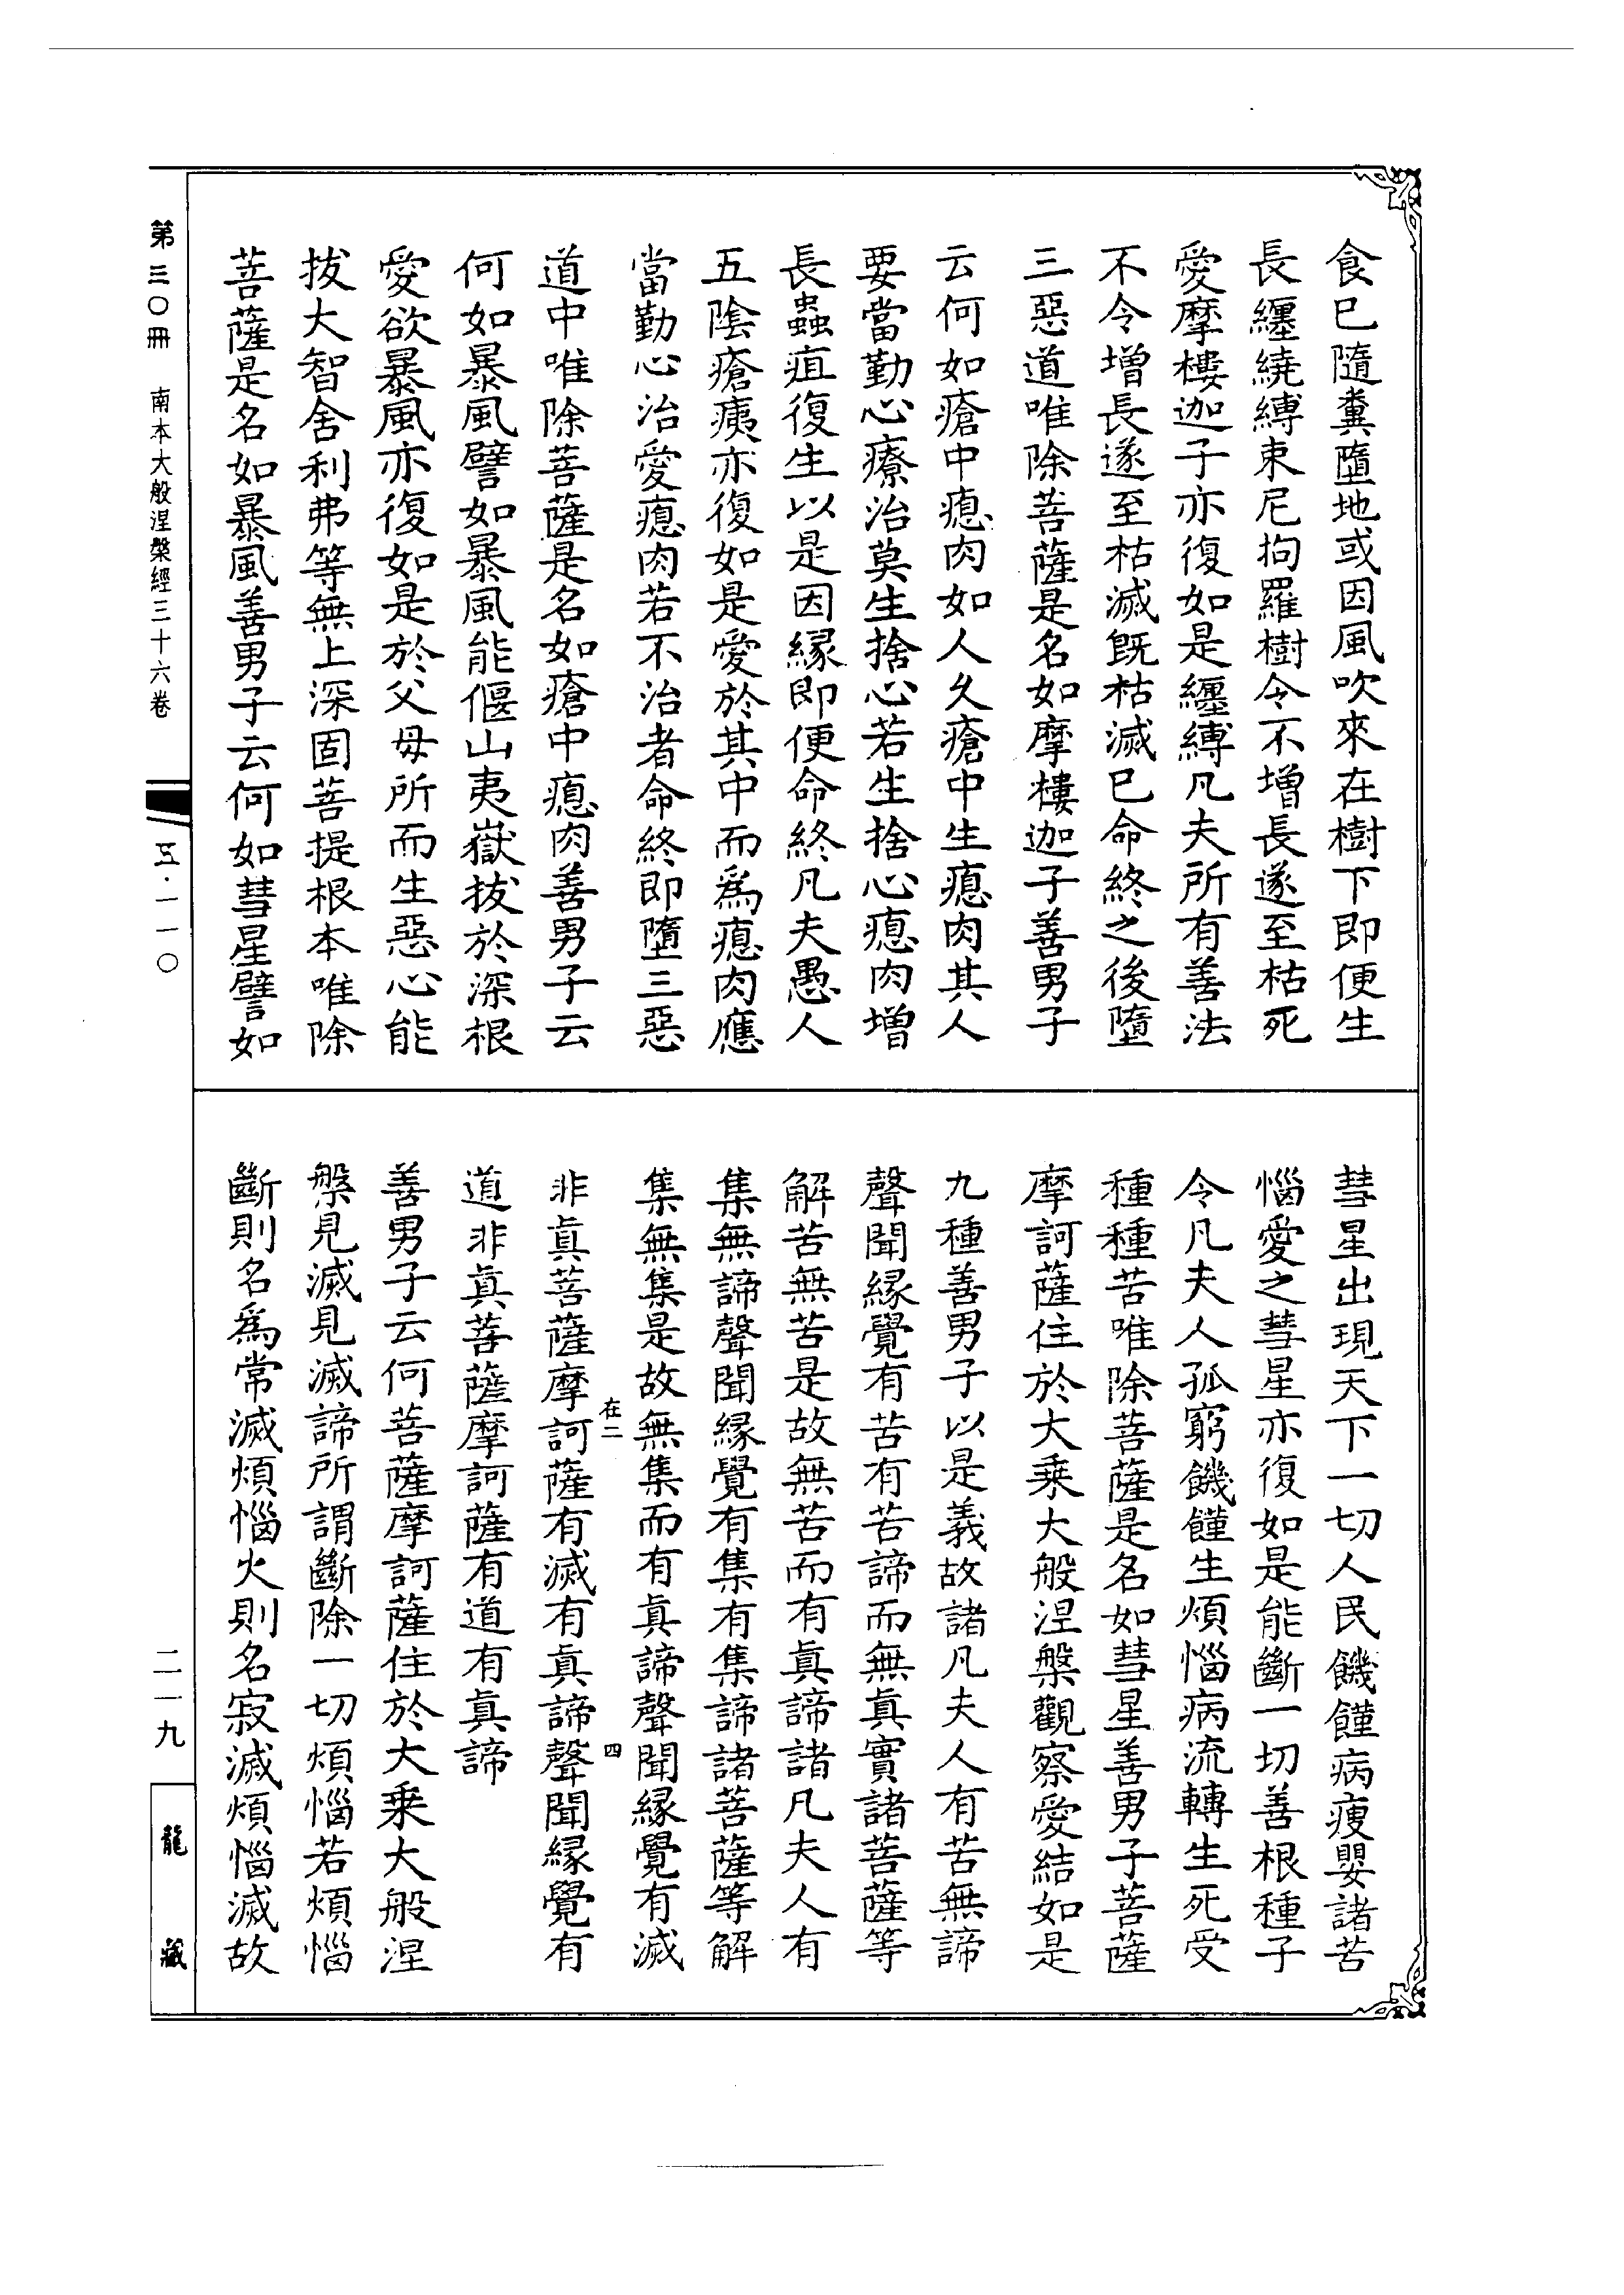 食已隨糞墮地或因風吹來在樹下即便生
長纏繞縛束尼拘羅樹令不增長遂至枯死
愛摩樓迦子亦復如是纏縛凡夫所有善法
不令增長遂至枯滅既枯滅已命終之後墮
三惡道唯除菩薩是名如摩樓迦子善男子
云何如瘡中瘜肉如人久瘡中生瘜肉其人
要當勤心療治莫生捨心若生捨心瘜肉增
長蟲疽復生以是因緣即便命終凡夫愚人
五陰瘡痍亦復如是愛於其中而為瘜肉應
當勤心治愛瘜肉若不治者命終即墮三惡
道中唯除菩薩是名如瘡中瘜肉善男子云
何如暴風譬如暴風能偃山夷嶽拔於深根
愛欲暴風亦復如是於父母所而生惡心能
拔大智舍利弗等無上深固菩提根本唯除
菩薩是名如暴風善男子云何如彗星譬如
彗星出現天下一切人民饑饉病瘦嬰諸苦
惱愛之彗星亦復如是能斷一切善根種子
令凡夫人孤窮饑饉生煩惱病流轉生死受
種種苦唯除菩薩是名如彗星善男子菩薩
摩訶薩住於大乘大般涅槃觀察愛結如是
九種善男子以是義故諸凡夫人有苦無諦
聲聞緣覺有苦有苦諦而無真實諸菩薩等
解苦無苦是故無苦而有真諦諸凡夫人有
集無諦聲聞緣覺有集有集諦諸菩薩等解
集無集是故無集而有真諦聲聞緣覺有滅
非真菩薩摩訶薩有滅有真諦聲聞緣覺有
道非真菩薩摩訶薩有道有真諦
善男子云何菩薩摩訶薩住於大乘大般涅
槃見滅見滅諦所謂斷除一切煩惱若煩惱
斷則名為常滅煩惱火則名寂滅煩惱滅故
在二
四
第三〇冊　南本大般涅槃經三十六卷
五·一一〇
二一九
龍藏